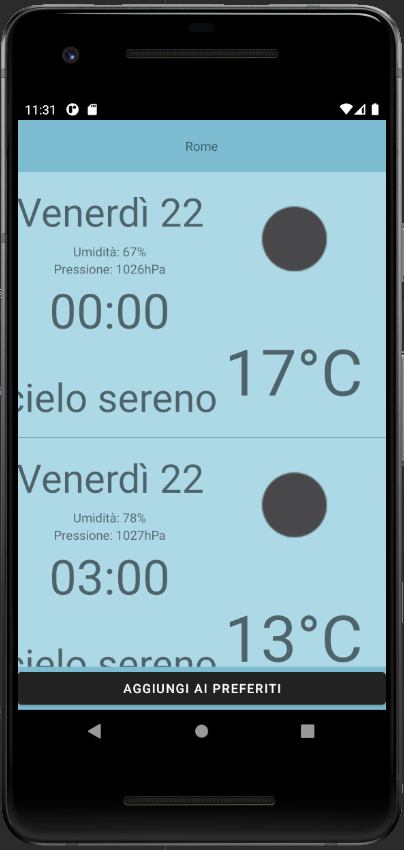 11:31
Rome
Venerdì 22
Umidità: 67%
Pressione: 1026hPa
00:00
17°C
cielo sereno
Venerdì 22
Umidità: 78%
Pressione: 1027hPa
03:00
13°C
cielo sereno
AGGIUNGI AI PREFERITI